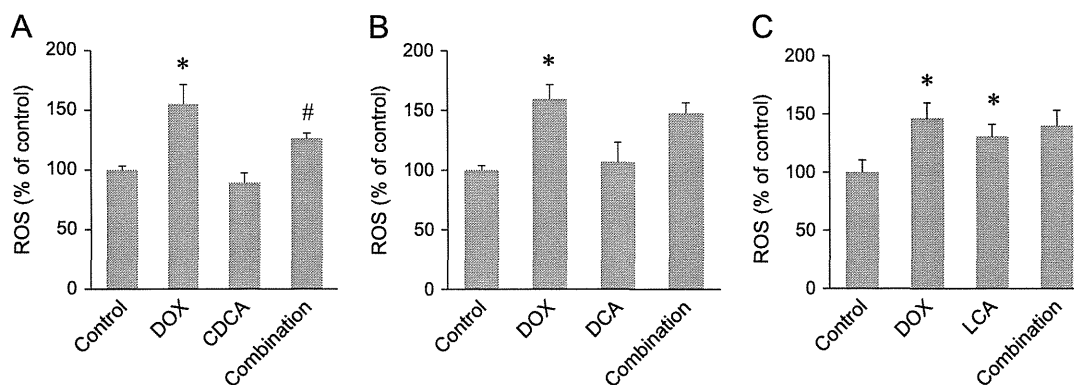 A
ROS (% of control)
200
150
100
50
0
*
#
Control
DOX
CDCA
Combination
B
ROS (% of control)
200
150
100
50
0
*
Control
DOX
DCA
Combination
C
ROS (% of control)
200
150
100
50
0
*
*
Control
DOX
LCA
Combination